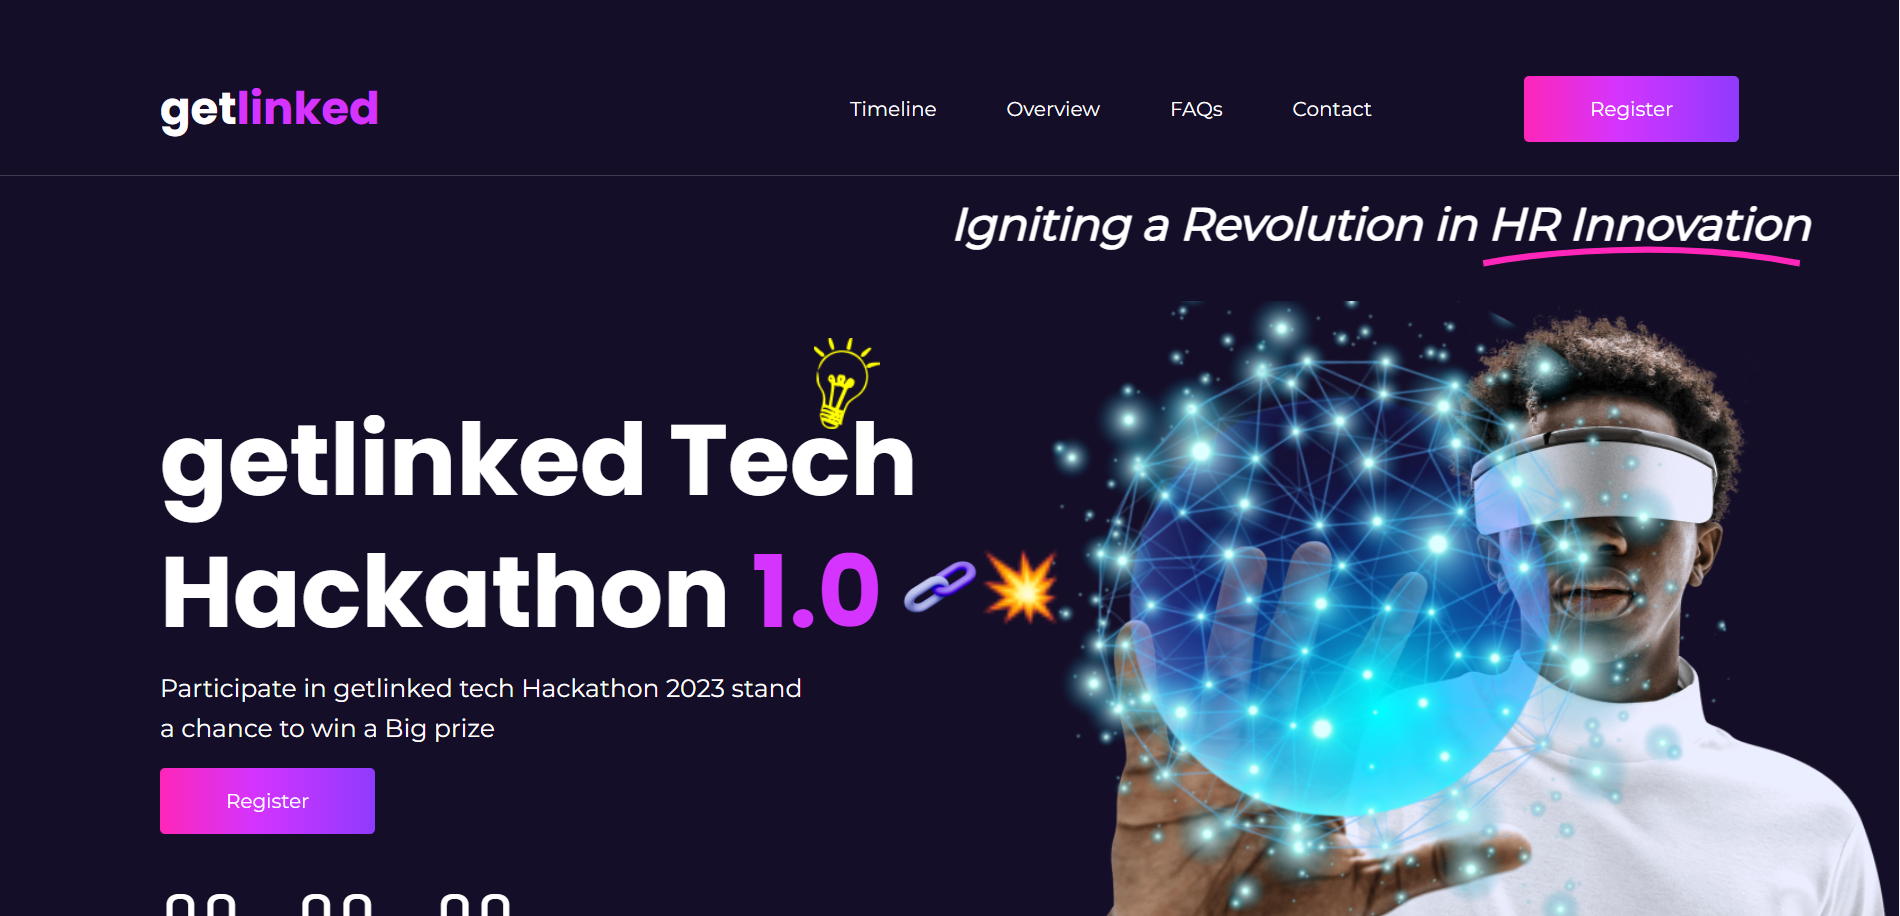 getlinked
Timeline Overview FAQs Contact Register
Igniting a Revolution in HR Innovation
getlinked Tech
Hackathon 1.0
Participate in getlinked tech Hackathon 2023 stand
a chance to win a Big prize
Register